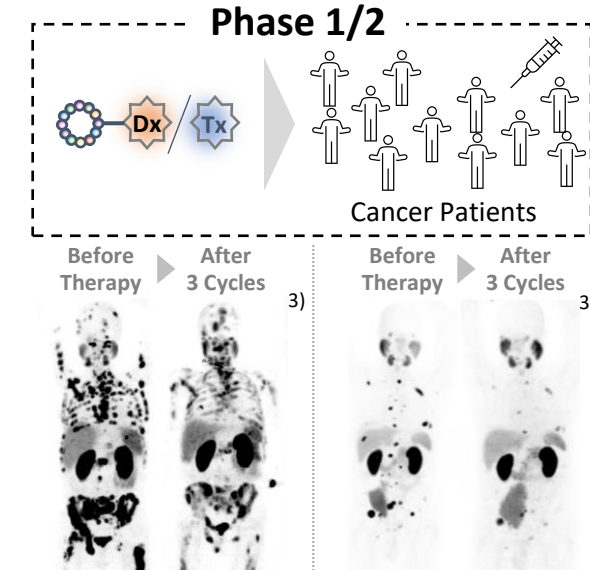 Phase 1/2
Dx
Tx
Cancer Patients
Before
Therapy
After
3 Cycles
3)
Before
Therapy
After
3 Cycles
3